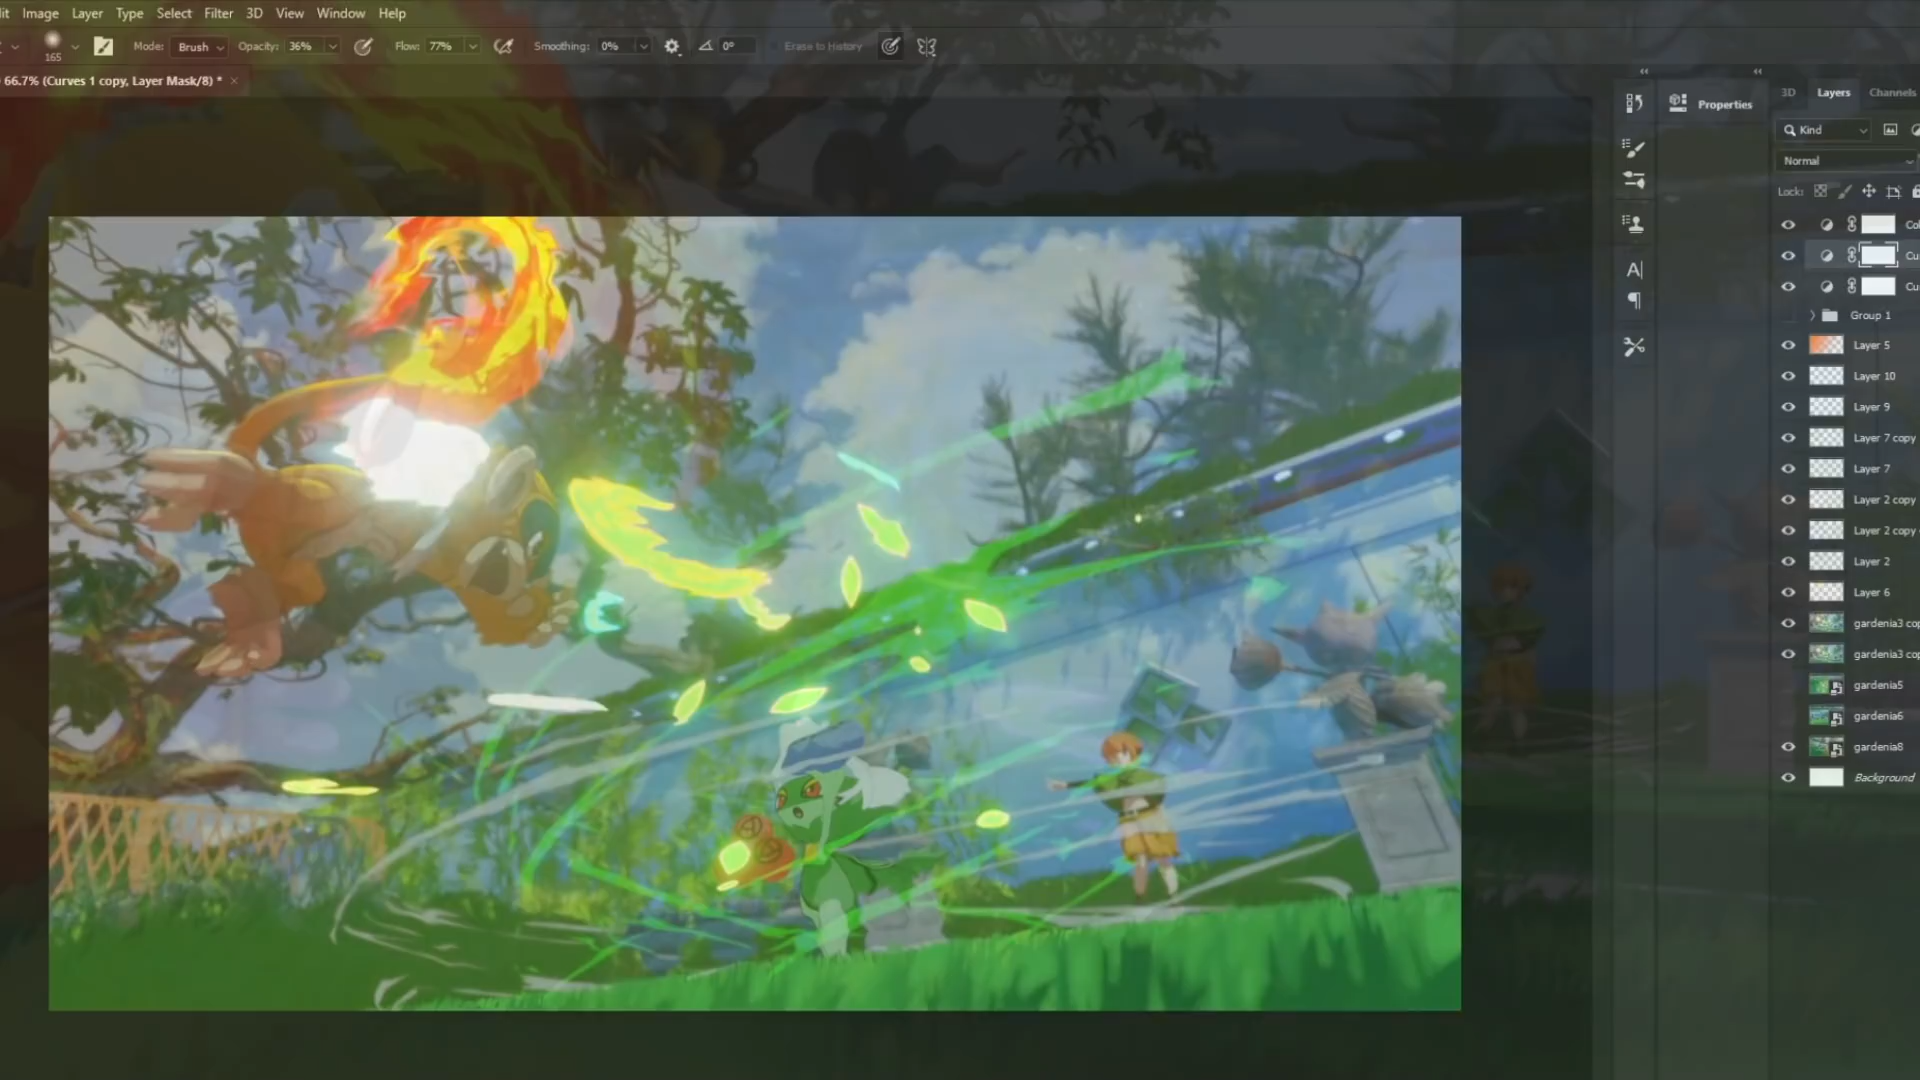 Image Layer Type Select Filter 3D View Window Help
165 Mode: Brush Opacity: 36% Flow: 77% Smoothing: 0% 0° Erase to History
66.7% (Curves 1 copy, Layer Mask/8) * ×
Properties
3D Layers Channels
Kind
Normal
Lock:
Group 1
Layer 5
Layer 10
Layer 9
Layer 7 copy
Layer 7
Layer 2 copy
Layer 2 copy
Layer 2
Layer 6
gardenia3
gardenia3
gardenia5
gardenia6
gardenia8
Background